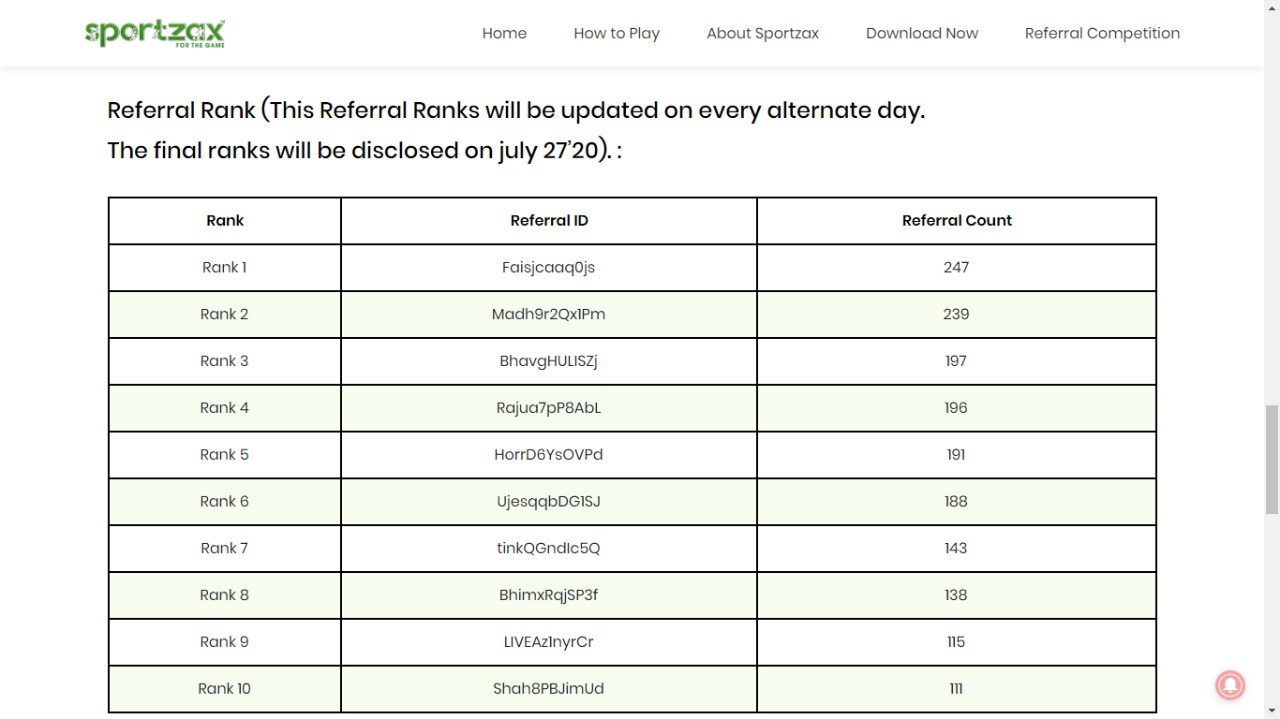 sportzax
FOR THE GAME
Home How to Play About Sportzax Download Now Referral Competition
Referral Rank (This Referral Ranks will be updated on every alternate day.
The final ranks will be disclosed on july 27'20). :
Rank Referral ID Referral Count
Rank 1 Faisjcaaq0js 247
Rank 2 Madh9r2Qx1Pm 239
Rank 3 BhavgHULISZj 197
Rank 4 Rajua7pP8AbL 196
Rank 5 HorrD6YsOVPd 191
Rank 6 UjesqqbDG1SJ 188
Rank 7 tinkQGndIc5Q 143
Rank 8 BhimxRqjSP3f 138
Rank 9 LIVEAz1nyrCr 115
Rank 10 Shah8PBJimUd 111